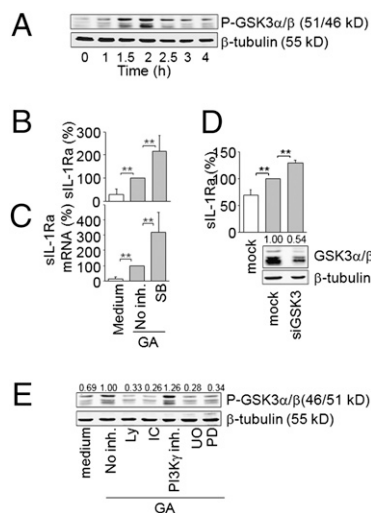 A
P-GSK3α/β (51/46 kD)
β-tubulin (55 kD)
0 1 1.5 2 2.5 3 4
Time (h)
B
sIL-1Ra (%)
300
200
100
0
**
**
C
sIL-1Ra
mRNA (%)
400
300
200
100
0
**
**
Medium
No inh.
SB
GA
D
sIL-1Ra (%)
150
100
50
0
**
**
1.00 0.54
mock
GSK3α/β
β-tubulin
mock
siGSK3
E
0.69 1.00 0.33 0.26 1.26 0.28 0.34
P-GSK3α/β(46/51 kD)
β-tubulin (55 kD)
medium
No inh.
Ly
IC
PI3Kγ inh.
UO
PD
GA